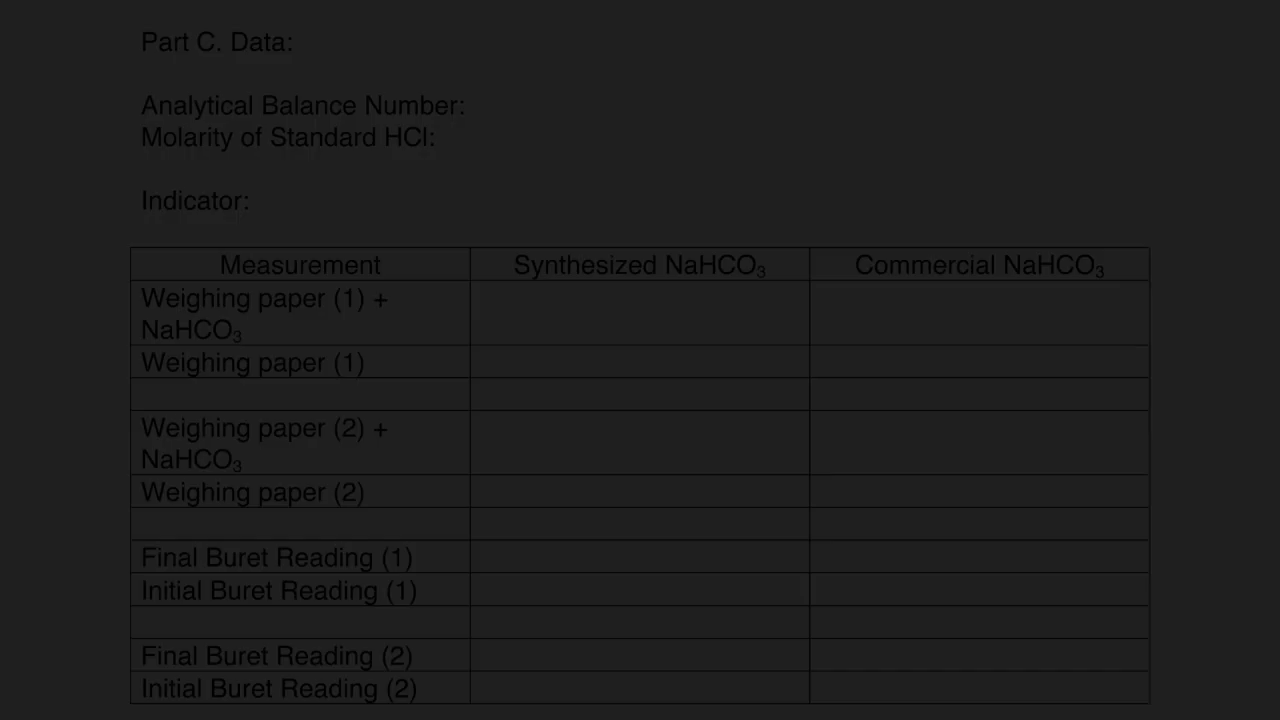 Part C. Data:
Analytical Balance Number:
Molarity of Standard HCl:
Indicator:
Measurement Synthesized NaHCO₃ Commercial NaHCO₃
Weighing paper (1) +
NaHCO₃
Weighing paper (1)
Weighing paper (2) +
NaHCO₃
Weighing paper (2)
Final Buret Reading (1)
Initial Buret Reading (1)
Final Buret Reading (2)
Initial Buret Reading (2)